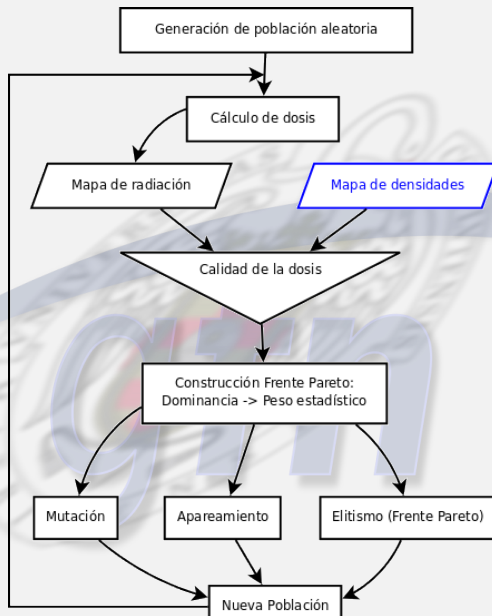 Generación de población aleatoria
Cálculo de dosis
Mapa de radiación
Mapa de densidades
Calidad de la dosis
Construcción Frente Pareto:
Dominancia -> Peso estadístico
Mutación
Apareamiento
Elitismo (Frente Pareto)
Nueva Población
gtn